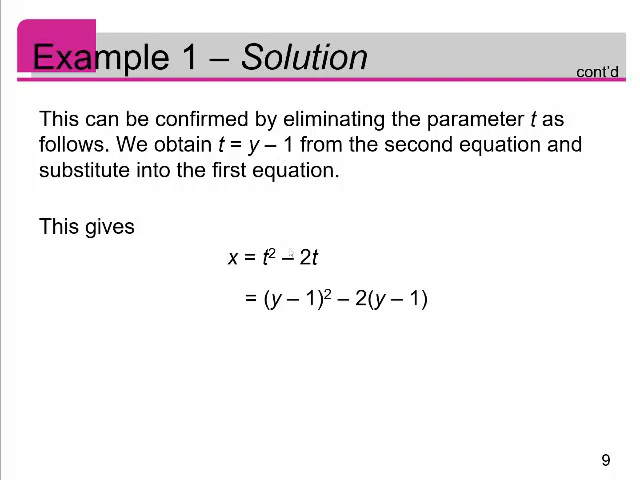 Example 1 – Solution
cont'd
This can be confirmed by eliminating the parameter t as
follows. We obtain t = y – 1 from the second equation and
substitute into the first equation.
This gives
x = t² – 2t
= (y – 1)² – 2(y – 1)
9